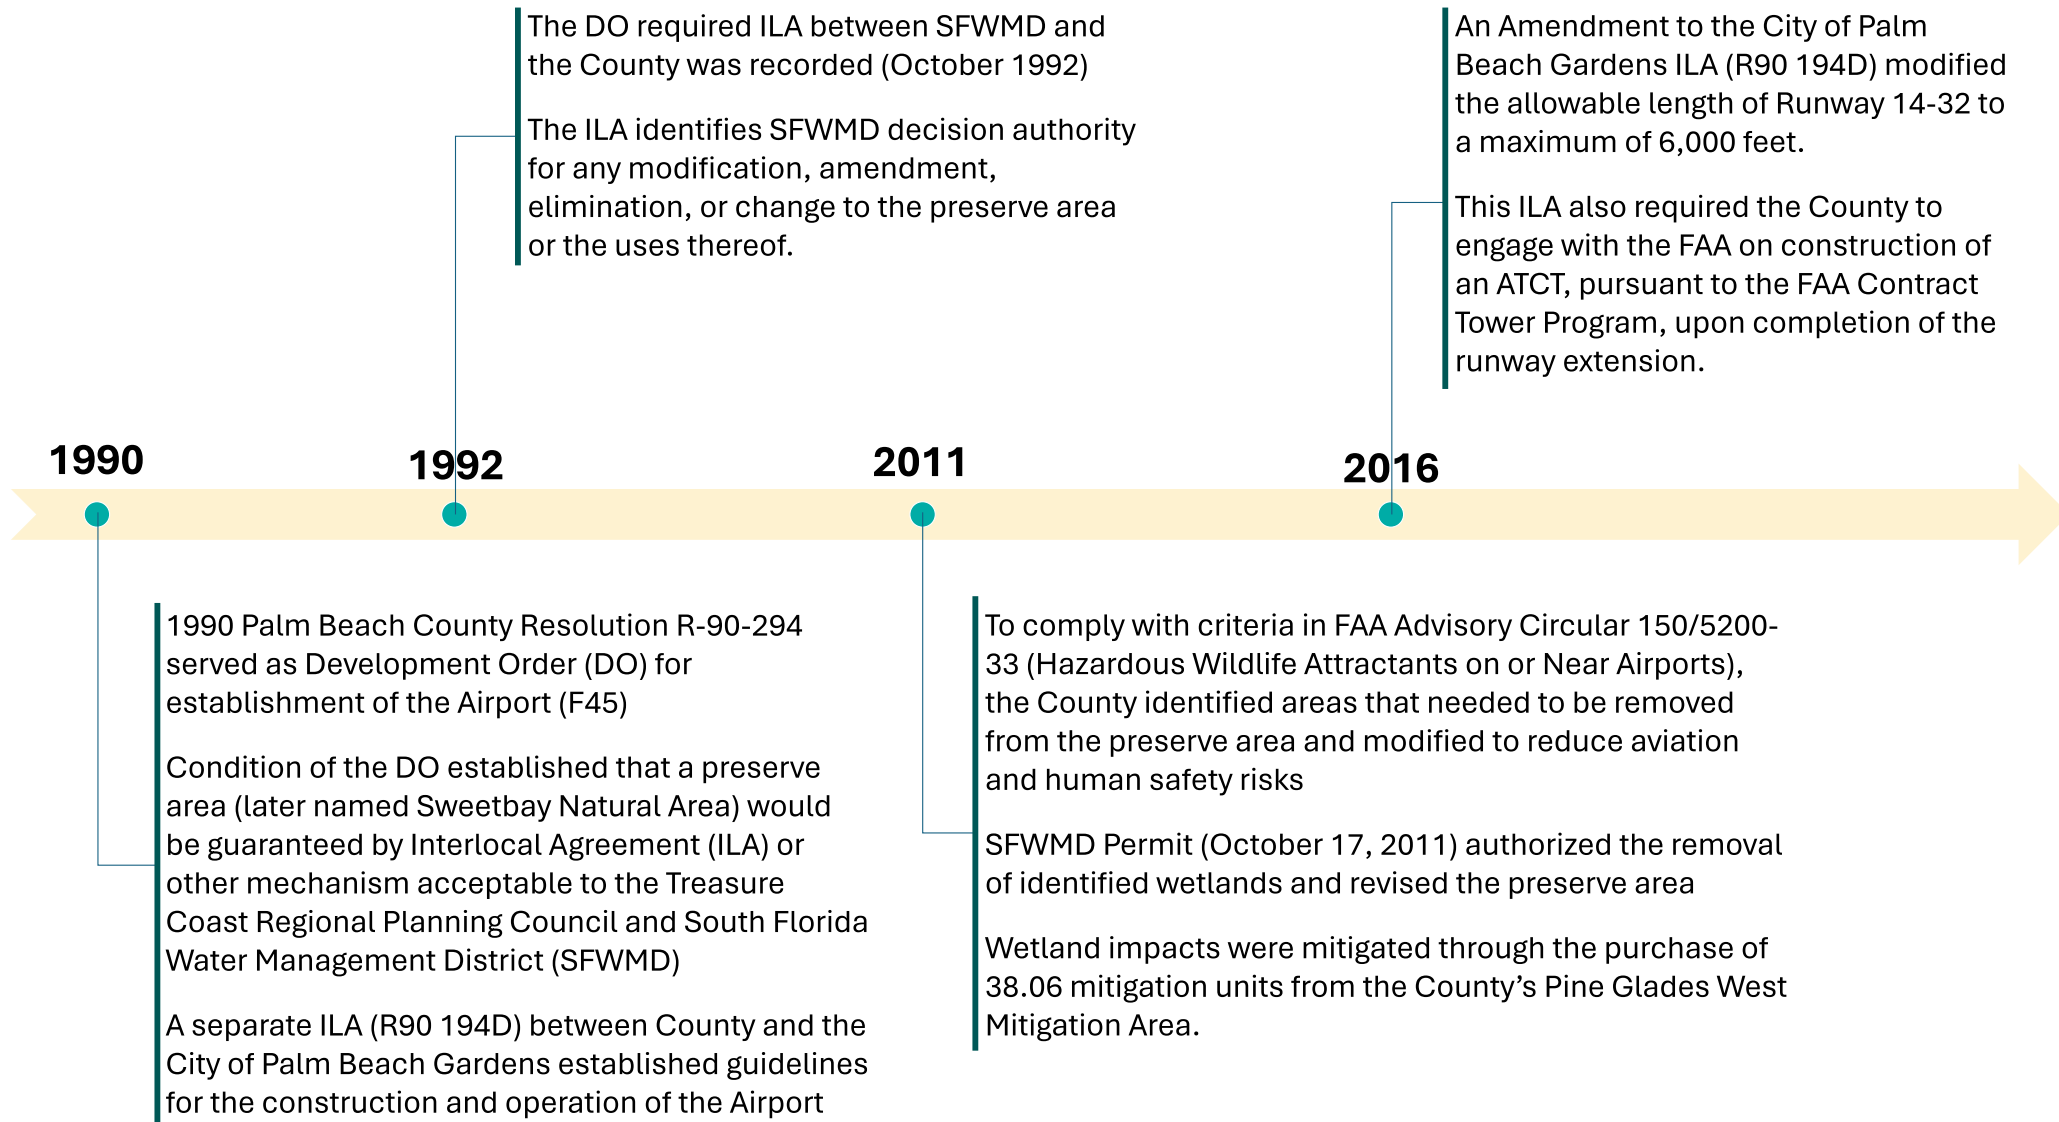 The DO required ILA between SFWMD and
the County was recorded (October 1992)
The ILA identifies SFWMD decision authority
for any modification, amendment,
elimination, or change to the preserve area
or the uses thereof.
An Amendment to the City of Palm
Beach Gardens ILA (R90 194D) modified
the allowable length of Runway 14-32 to
a maximum of 6,000 feet.
This ILA also required the County to
engage with the FAA on construction of
an ATCT, pursuant to the FAA Contract
Tower Program, upon completion of the
runway extension.
1990
1992
2011
2016
1990 Palm Beach County Resolution R-90-294
served as Development Order (DO) for
establishment of the Airport (F45)
Condition of the DO established that a preserve
area (later named Sweetbay Natural Area) would
be guaranteed by Interlocal Agreement (ILA) or
other mechanism acceptable to the Treasure
Coast Regional Planning Council and South Florida
Water Management District (SFWMD)
A separate ILA (R90 194D) between County and the
City of Palm Beach Gardens established guidelines
for the construction and operation of the Airport
To comply with criteria in FAA Advisory Circular 150/5200-
33 (Hazardous Wildlife Attractants on or Near Airports),
the County identified areas that needed to be removed
from the preserve area and modified to reduce aviation
and human safety risks
SFWMD Permit (October 17, 2011) authorized the removal
of identified wetlands and revised the preserve area
Wetland impacts were mitigated through the purchase of
38.06 mitigation units from the County’s Pine Glades West
Mitigation Area.